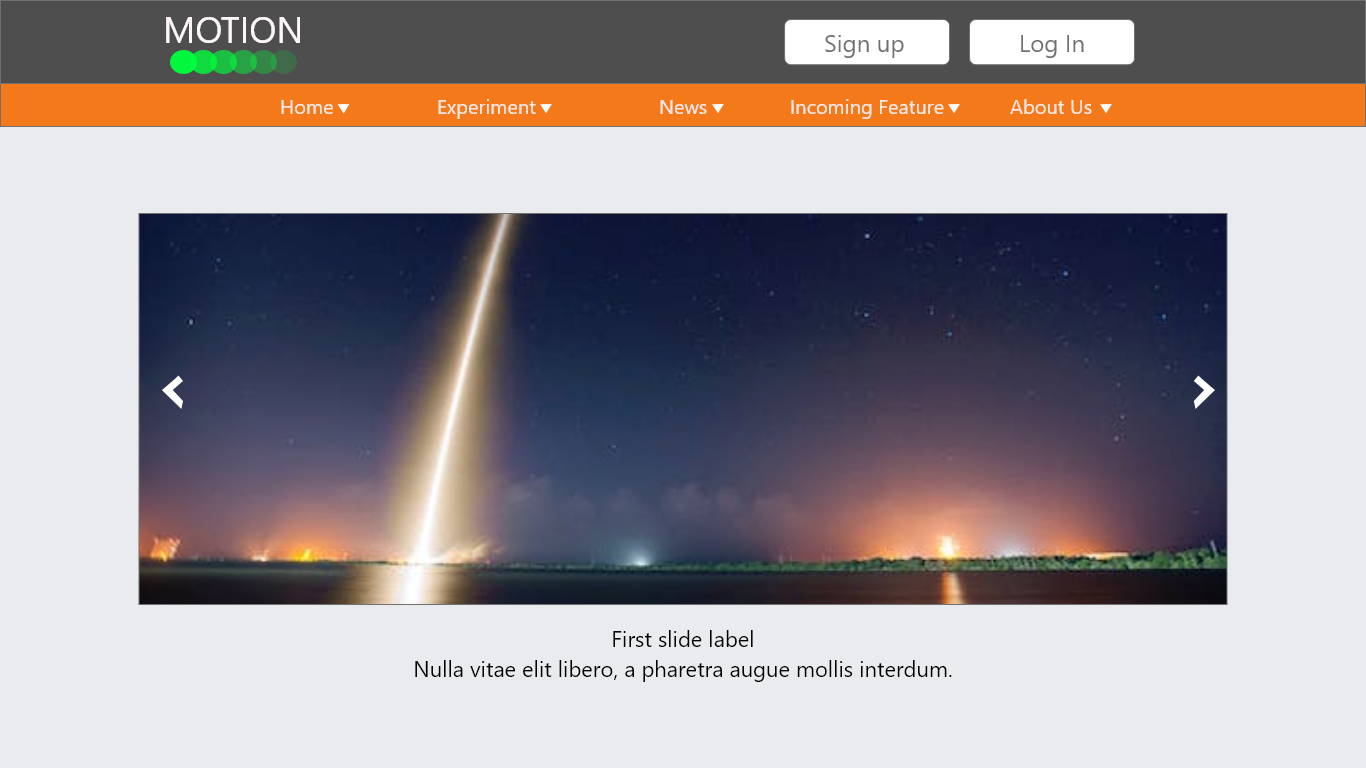 MOTION
Sign up
Log In
Home
Experiment
News
Incoming Feature
About Us
First slide label
Nulla vitae elit libero, a pharetra augue mollis interdum.